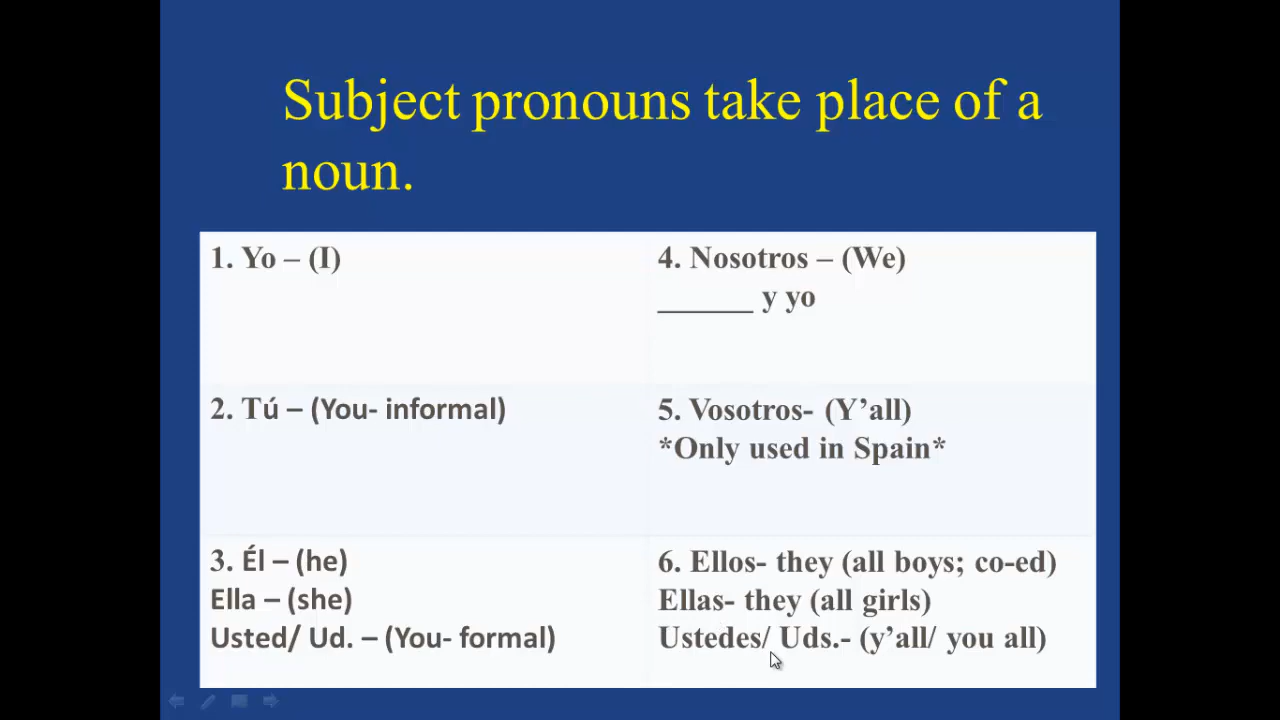 Subject pronouns take place of a
noun.
1. Yo – (I)
2. Tú – (You- informal)
3. Él – (he)
Ella – (she)
Usted/ Ud. – (You- formal)
4. Nosotros – (We)
______ y yo
5. Vosotros- (Y’all)
*Only used in Spain*
6. Ellos- they (all boys; co-ed)
Ellas- they (all girls)
Ustedes/ Uds.- (y’all/ you all)